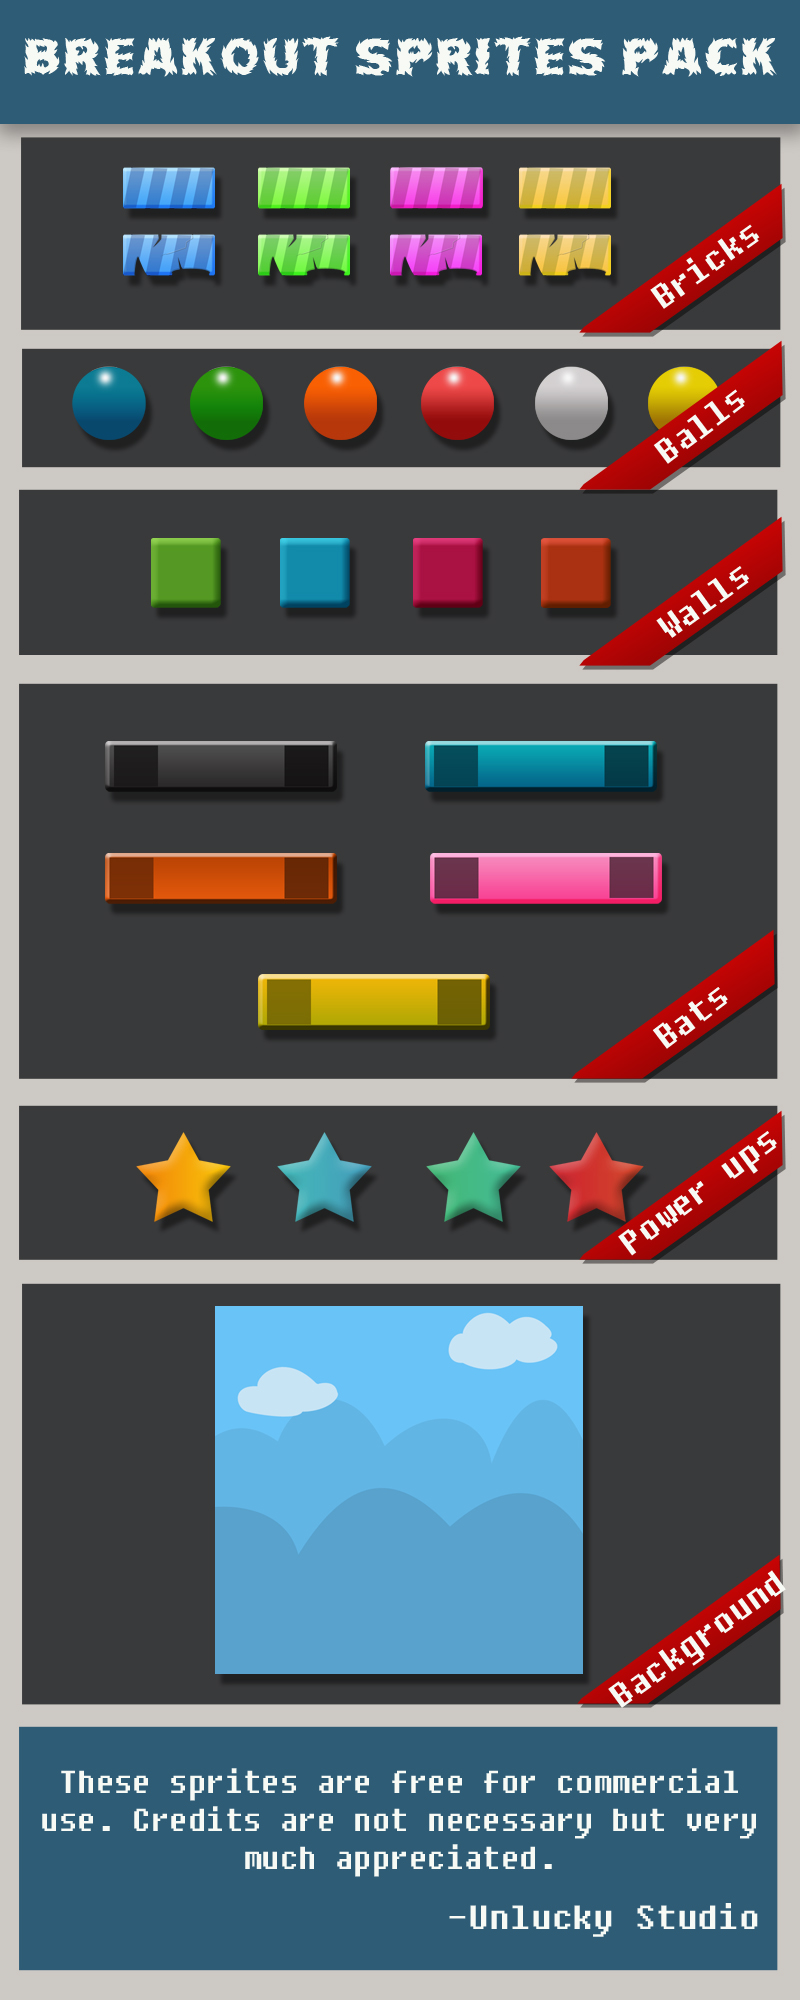 BREAKOUT SPRITES PACK
Bricks
Balls
Walls
Bats
Power ups
Background
These sprites are free for commercial
use. Credits are not necessary but very
much appreciated.
-Unlucky Studio